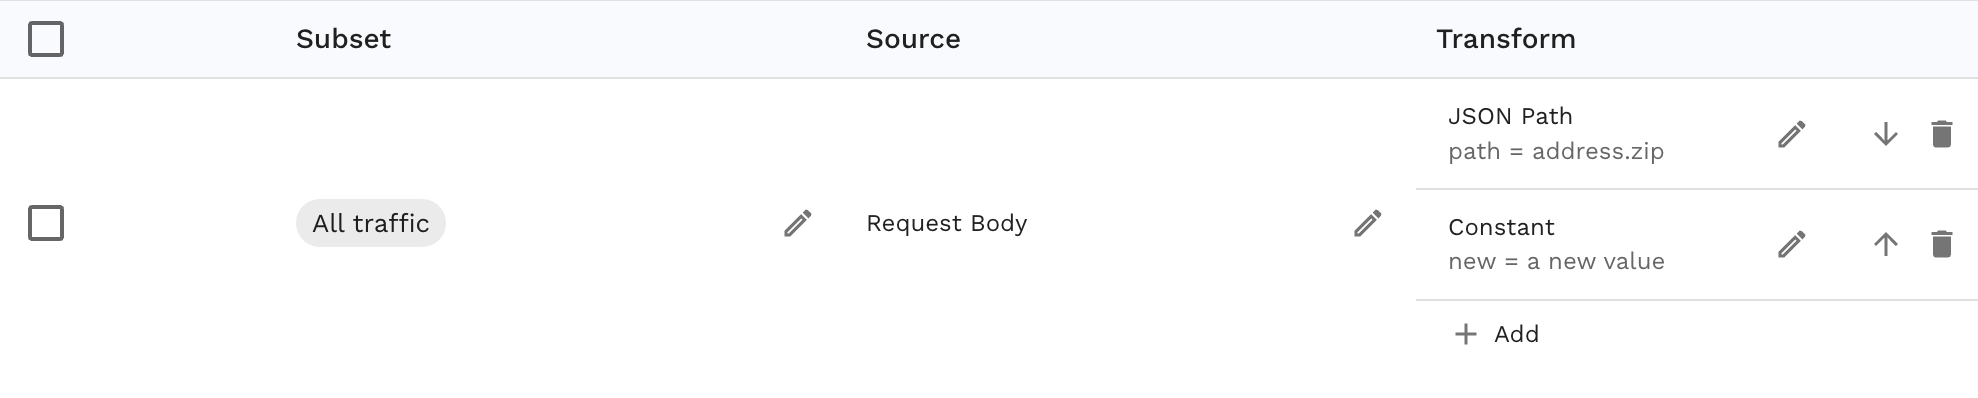 Subset Source Transform
JSON Path
path = address.zip
All traffic Request Body
Constant
new = a new value
Add